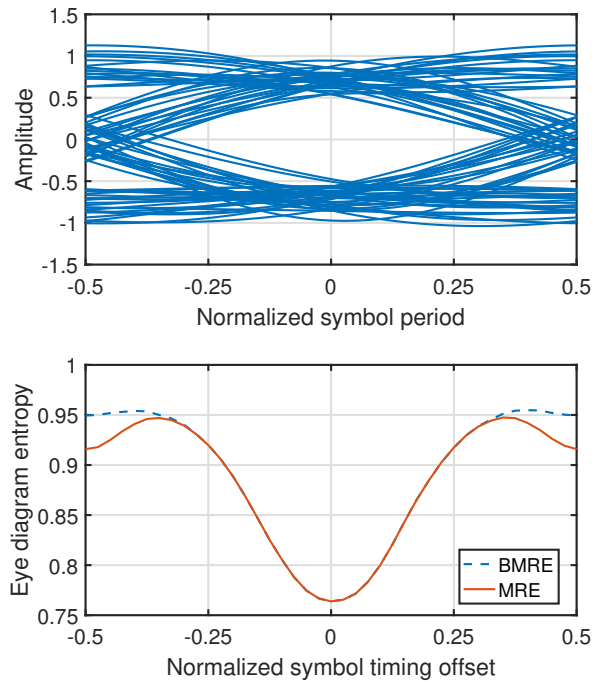 1.5
1
0.5
0
-0.5
-1
-1.5
Amplitude
-0.5 -0.25 0 0.25 0.5
Normalized symbol period
1
0.95
0.9
0.85
0.8
0.75
Eye diagram entropy
BMRE
MRE
-0.5 -0.25 0 0.25 0.5
Normalized symbol timing offset